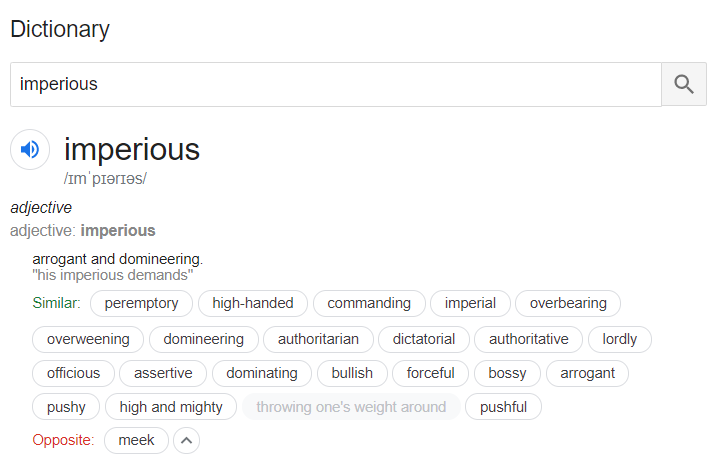 Dictionary
imperious
imperious
/ɪmˈpɪərɪəs/
adjective
adjective: imperious
arrogant and domineering.
"his imperious demands"
Similar: peremptory high-handed commanding imperial overbearing
overweening domineering authoritarian dictatorial authoritative lordly
officious assertive dominating bullish forceful bossy arrogant
pushy high and mighty throwing one's weight around pushful
Opposite: meek